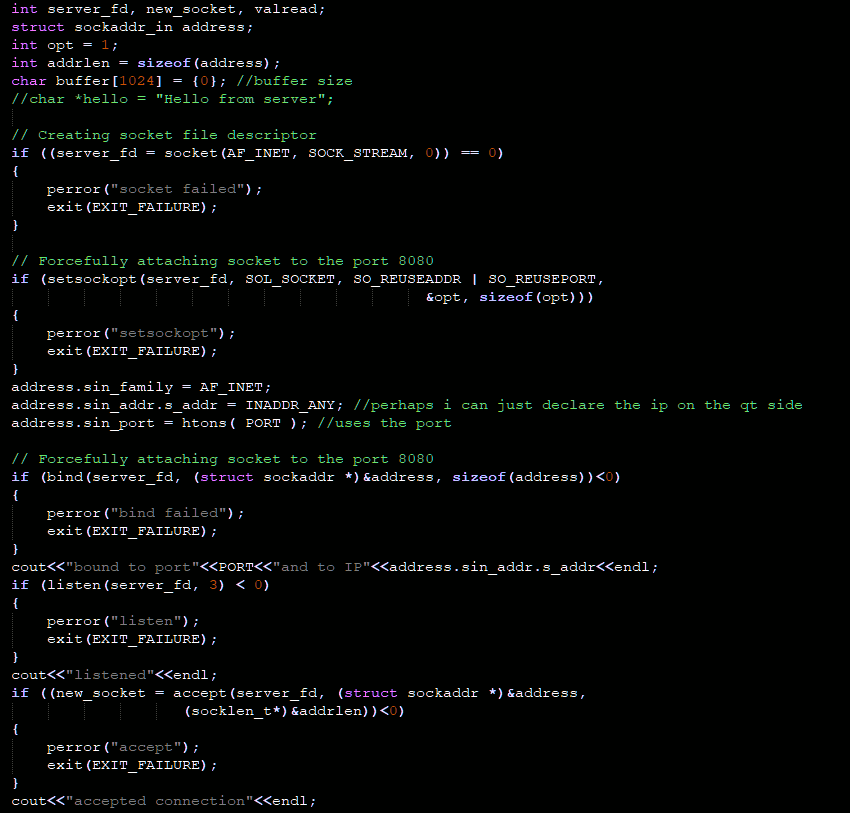 int server_fd, new_socket, valread;
struct sockaddr_in address;
int opt = 1;
int addrlen = sizeof(address);
char buffer[1024] = {0}; //buffer size
//char *hello = "Hello from server";
// Creating socket file descriptor
if ((server_fd = socket(AF_INET, SOCK_STREAM, 0)) == 0)
{
perror("socket failed");
exit(EXIT_FAILURE);
}
// Forcefully attaching socket to the port 8080
if (setsockopt(server_fd, SOL_SOCKET, SO_REUSEADDR | SO_REUSEPORT,
&opt, sizeof(opt)))
{
perror("setsockopt");
exit(EXIT_FAILURE);
}
address.sin_family = AF_INET;
address.sin_addr.s_addr = INADDR_ANY; //perhaps i can just declare the ip on the qt side
address.sin_port = htons( PORT ); //uses the port
// Forcefully attaching socket to the port 8080
if (bind(server_fd, (struct sockaddr *)&address, sizeof(address))<0)
{
perror("bind failed");
exit(EXIT_FAILURE);
}
cout<<"bound to port"<<PORT<<"and to IP"<<address.sin_addr.s_addr<<endl;
if (listen(server_fd, 3) < 0)
{
perror("listen");
exit(EXIT_FAILURE);
}
cout<<"listened"<<endl;
if ((new_socket = accept(server_fd, (struct sockaddr *)&address,
(socklen_t*)&addrlen))<0)
{
perror("accept");
exit(EXIT_FAILURE);
}
cout<<"accepted connection"<<endl;